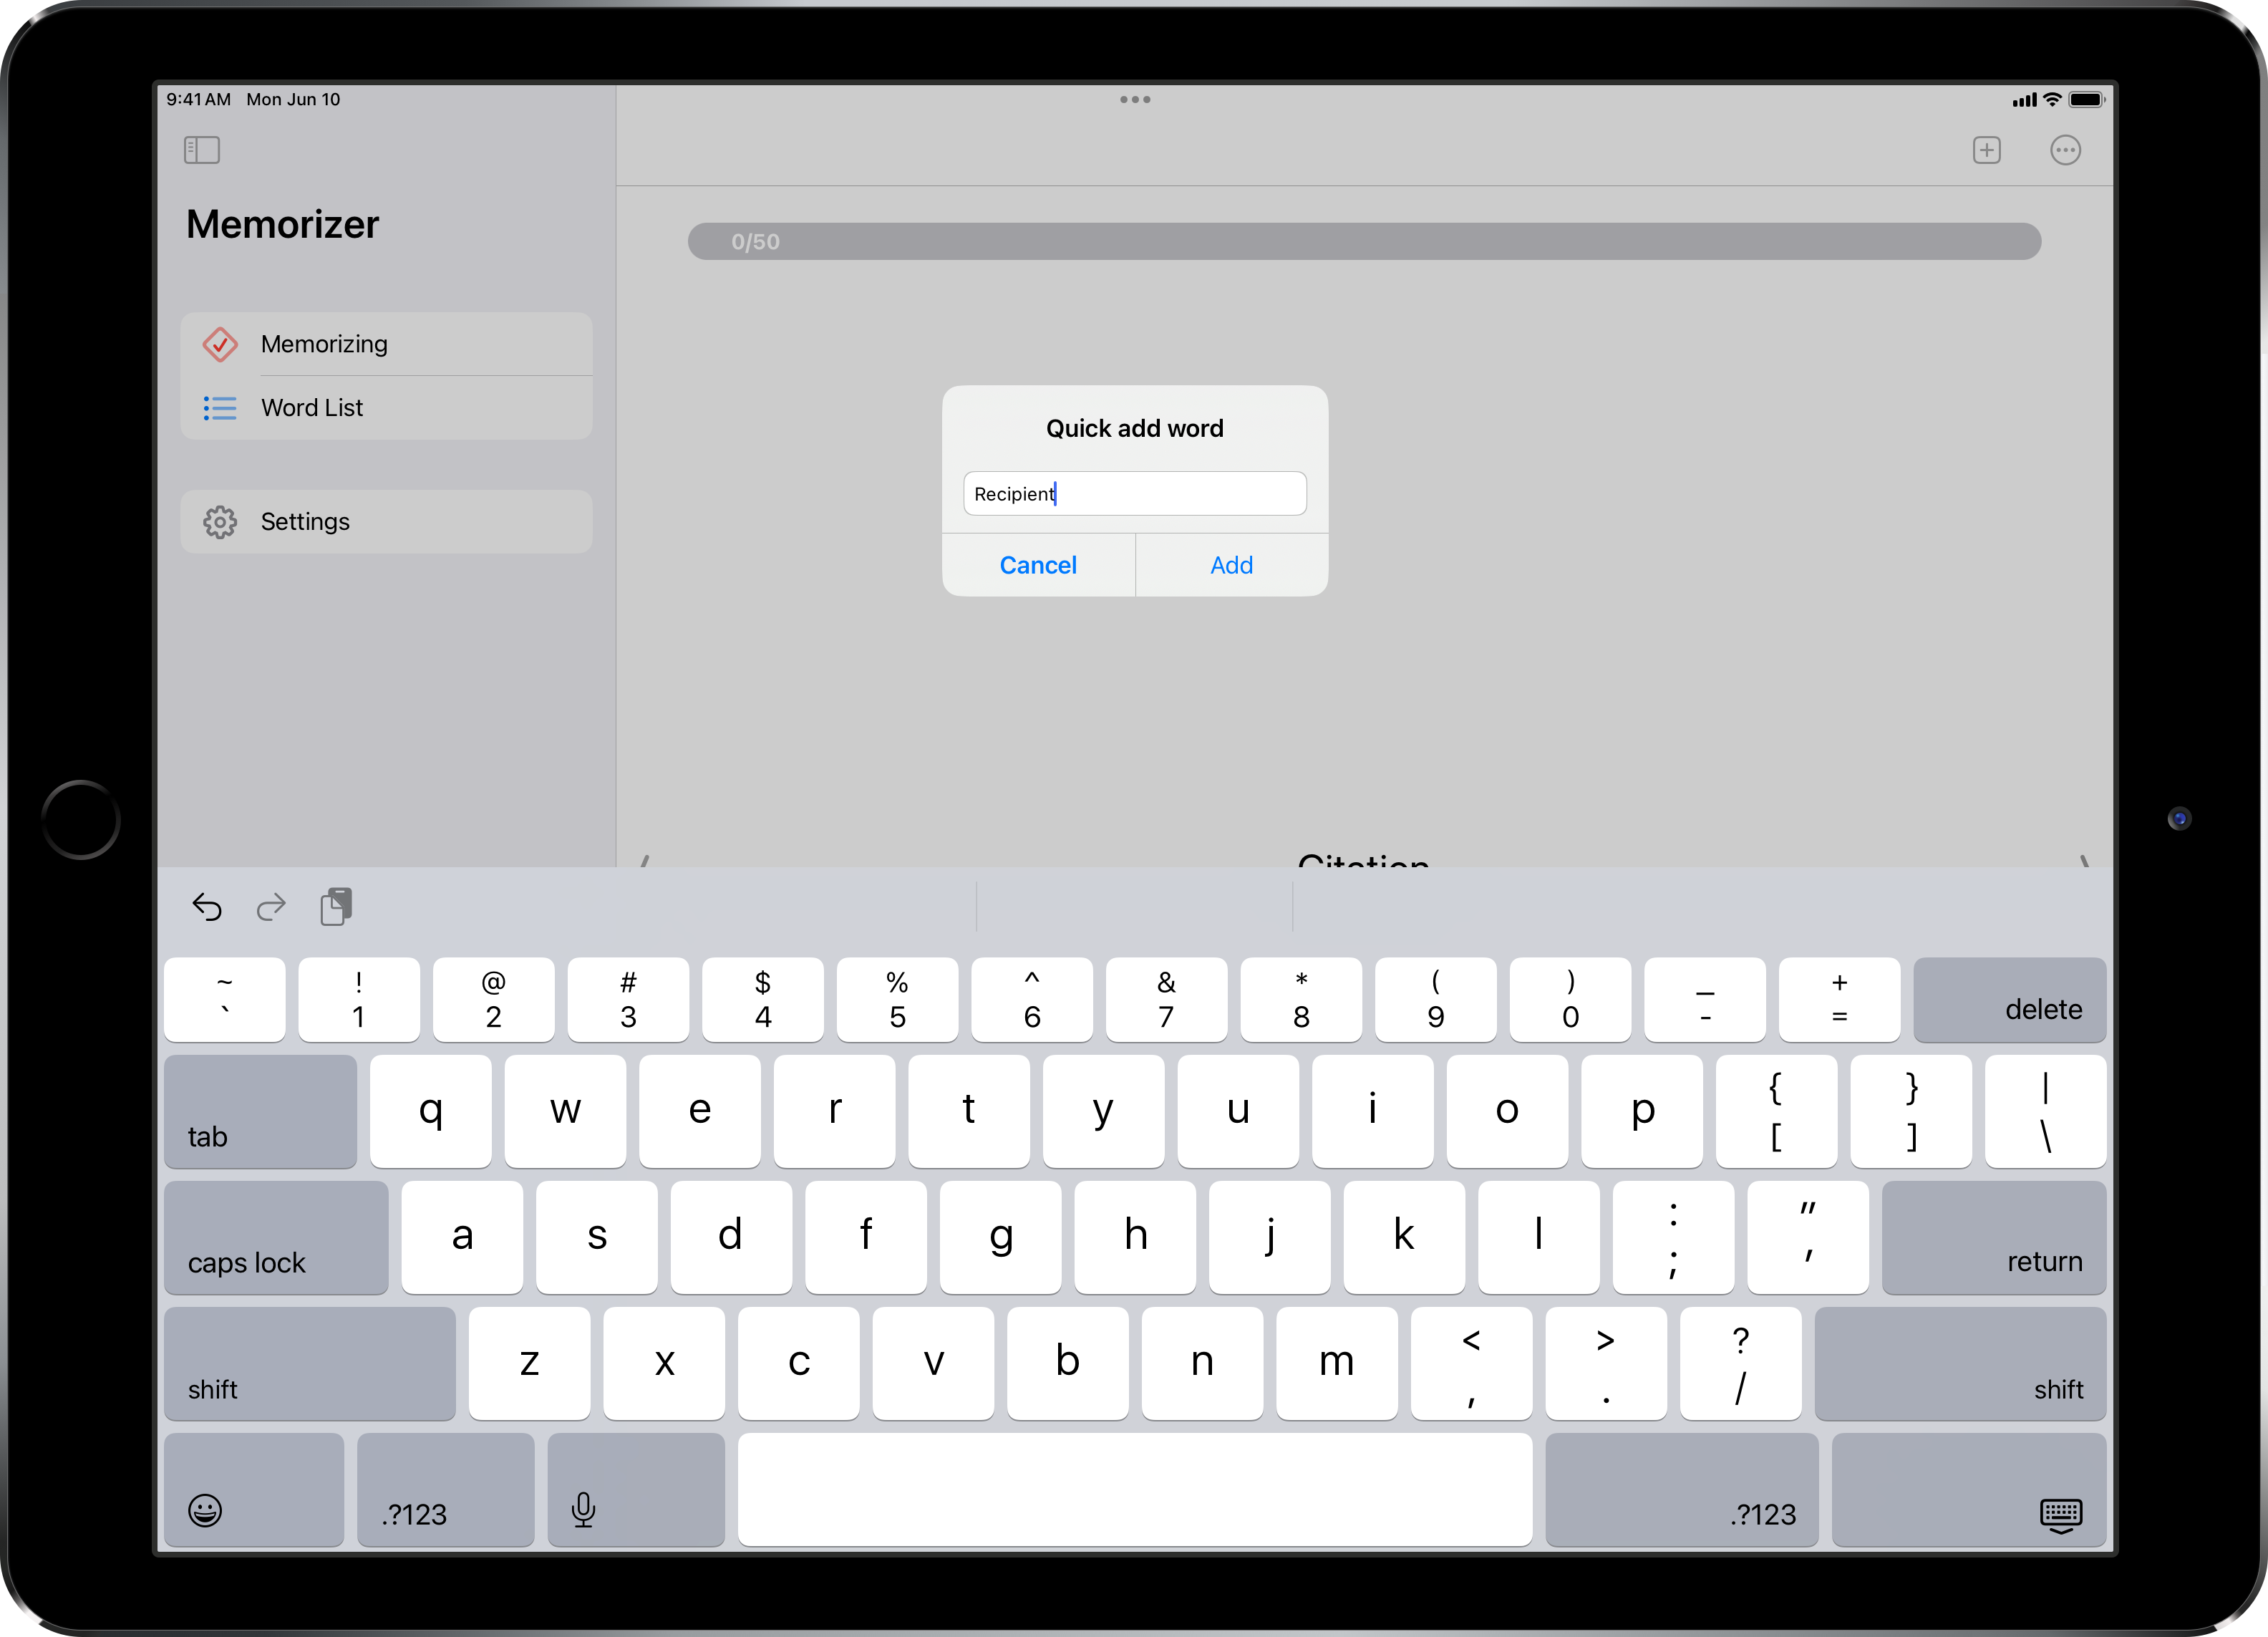 9:41 AM Mon Jun 10
Memorizer
0/50
Memorizing
Word List
Settings
Quick add word
Recipient
Cancel Add
Citation
~ ! @ # $ % ^ & * ( ) _ +
` 1 2 3 4 5 6 7 8 9 0 - = delete
tab q w e r t y u i o p { } |
[ ] \
caps lock a s d f g h j k l : "
; ' return
shift z x c v b n m < > ?
, . / shift
.?123 .?123